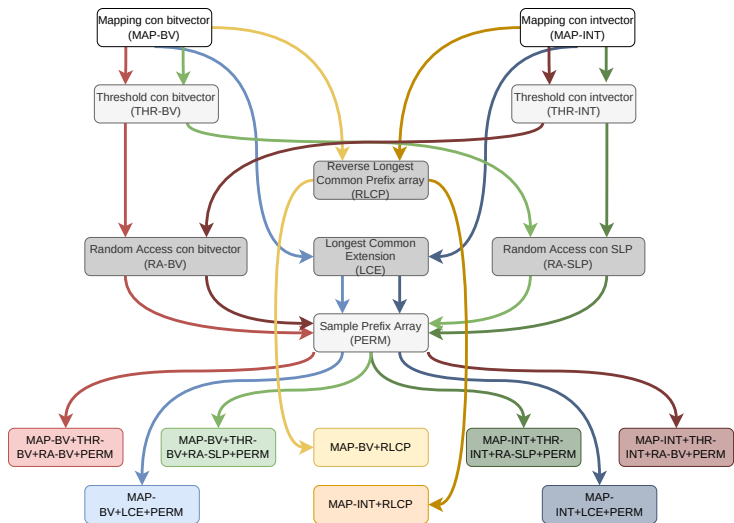 Mapping con bitvector
(MAP-BV)
Mapping con intvector
(MAP-INT)
Threshold con bitvector
(THR-BV)
Threshold con intvector
(THR-INT)
Reverse Longest
Common Prefix array
(RLCP)
Random Access con bitvector
(RA-BV)
Longest Common
Extension
(LCE)
Random Access con SLP
(RA-SLP)
Sample Prefix Array
(PERM)
MAP-BV+THR-
BV+RA-BV+PERM
MAP-BV+THR-
BV+RA-SLP+PERM
MAP-BV+RLCP
MAP-INT+THR-
INT+RA-SLP+PERM
MAP-INT+THR-
INT+RA-BV+PERM
MAP-
BV+LCE+PERM
MAP-INT+RLCP
MAP-
INT+LCE+PERM